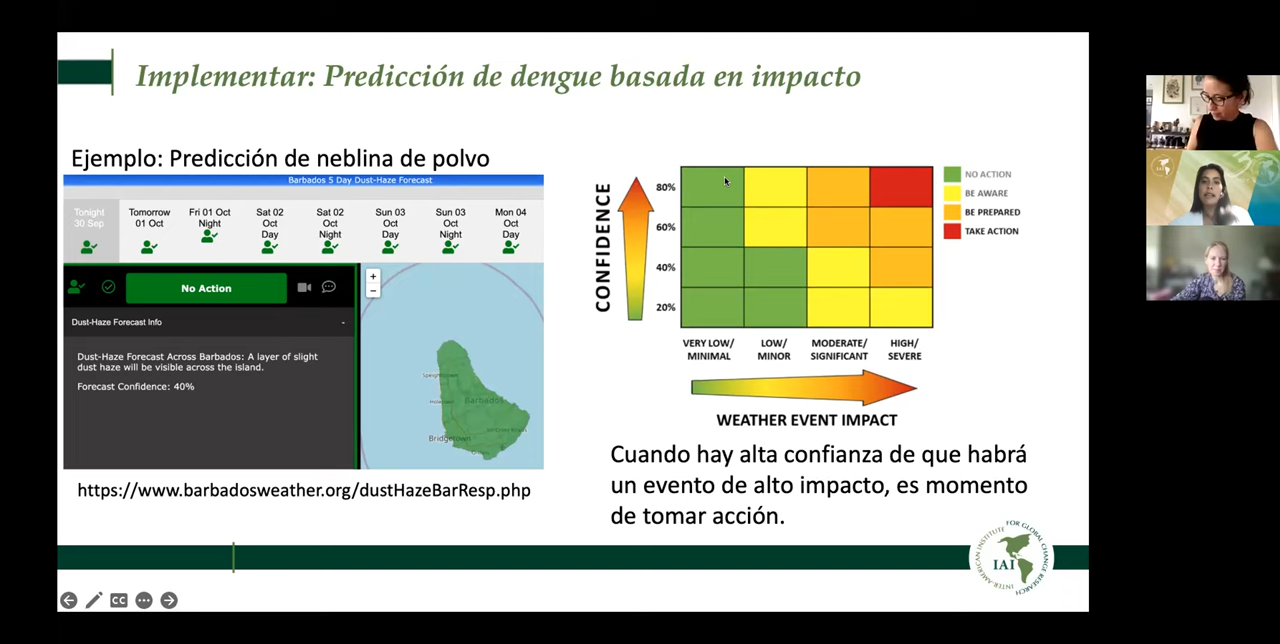 Implementar: Predicción de dengue basada en impacto
Ejemplo: Predicción de neblina de polvo
Barbados 5 Day Dust-Haze Forecast
Tonight
30 Sep
Tomorrow
01 Oct
Fri 01 Oct
Night
Sat 02
Oct
Day
Sat 02
Oct
Night
Sun 03
Oct
Day
Sun 03
Oct
Night
Mon 04
Oct
Day
No Action
Dust-Haze Forecast Info
-
Dust-Haze Forecast Across Barbados: A layer of slight
dust haze will be visible across the island.
Forecast Confidence: 40%
+
−
Barbados
Bridgetown
https://www.barbadosweather.org/dustHazeBarResp.php
CONFIDENCE
80%
60%
40%
20%
VERY LOW/
MINIMAL
LOW/
MINOR
MODERATE/
SIGNIFICANT
HIGH/
SEVERE
WEATHER EVENT IMPACT
NO ACTION
BE AWARE
BE PREPARED
TAKE ACTION
Cuando hay alta confianza de que habrá
un evento de alto impacto, es momento
de tomar acción.
INTER-AMERICAN INSTITUTE FOR GLOBAL CHANGE RESEARCH
IAI
CC